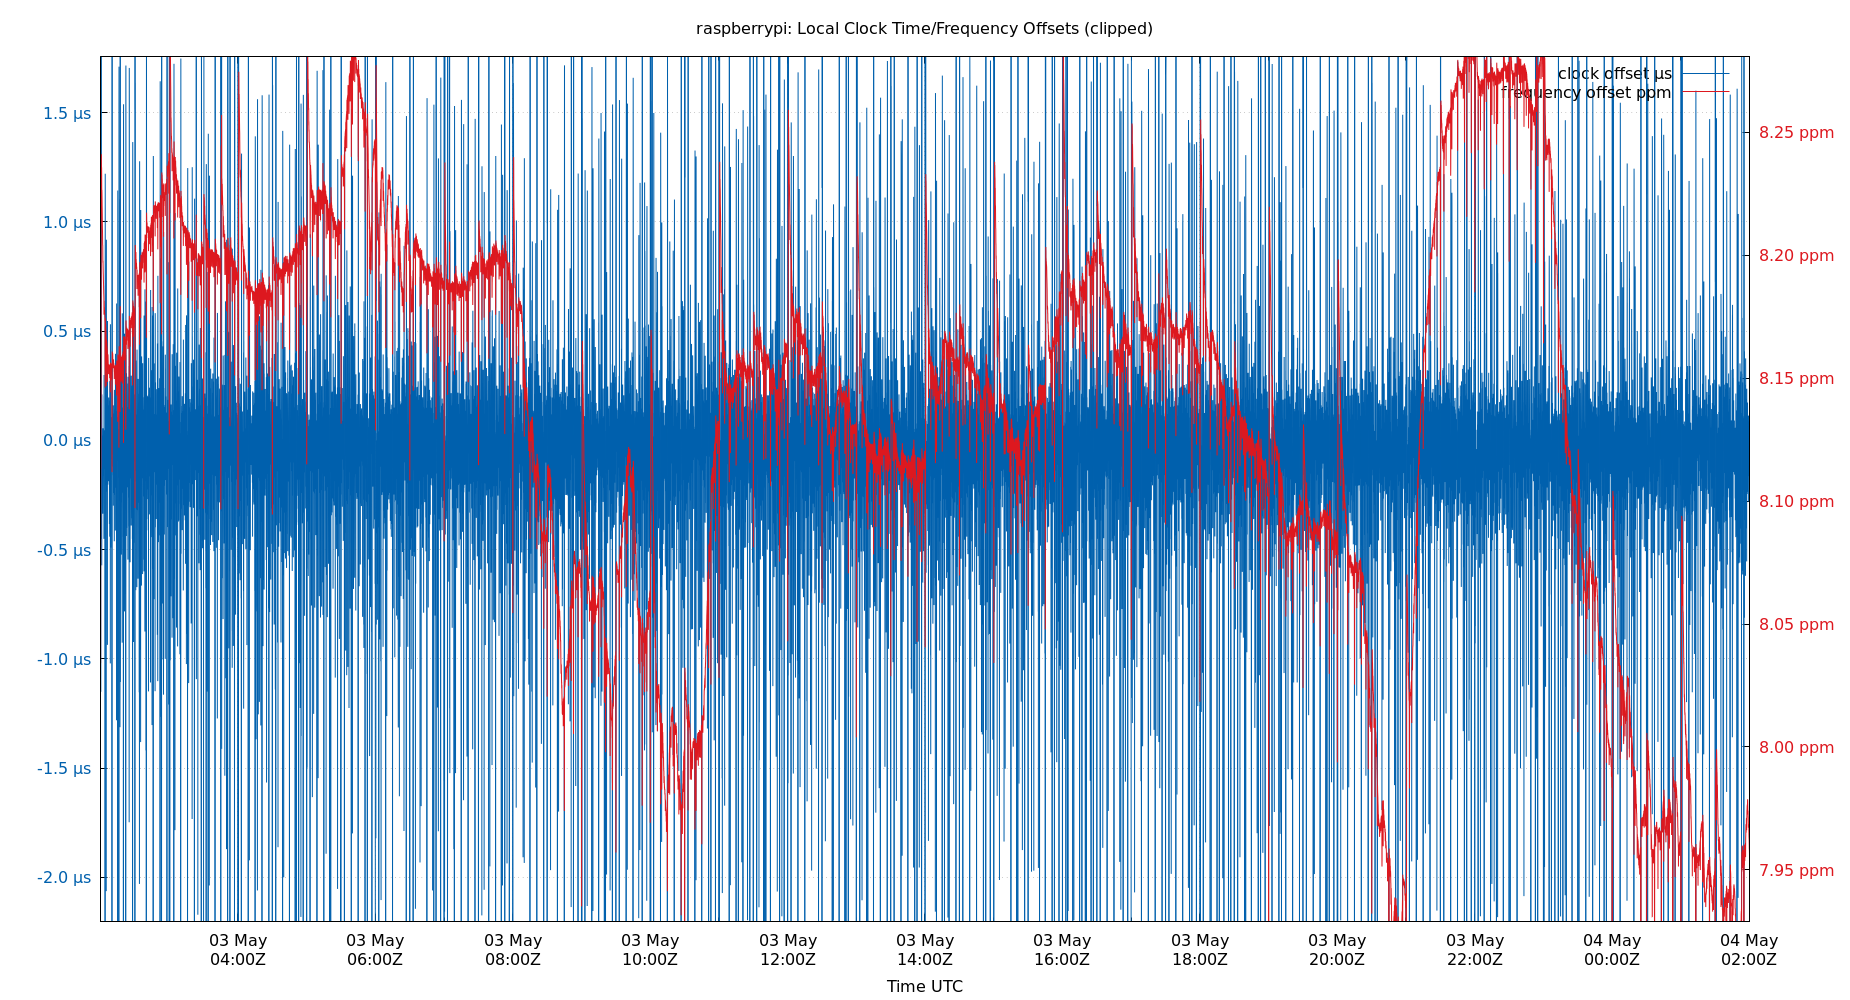 raspberrypi: Local Clock Time/Frequency Offsets (clipped)
clock offset µs
frequency offset ppm
1.5 µs
1.0 µs
0.5 µs
0.0 µs
-0.5 µs
-1.0 µs
-1.5 µs
-2.0 µs
8.25 ppm
8.20 ppm
8.15 ppm
8.10 ppm
8.05 ppm
8.00 ppm
7.95 ppm
03 May 03 May 03 May 03 May 03 May 03 May 03 May 03 May 03 May 03 May 04 May 04 May
04:00Z 06:00Z 08:00Z 10:00Z 12:00Z 14:00Z 16:00Z 18:00Z 20:00Z 22:00Z 00:00Z 02:00Z
Time UTC